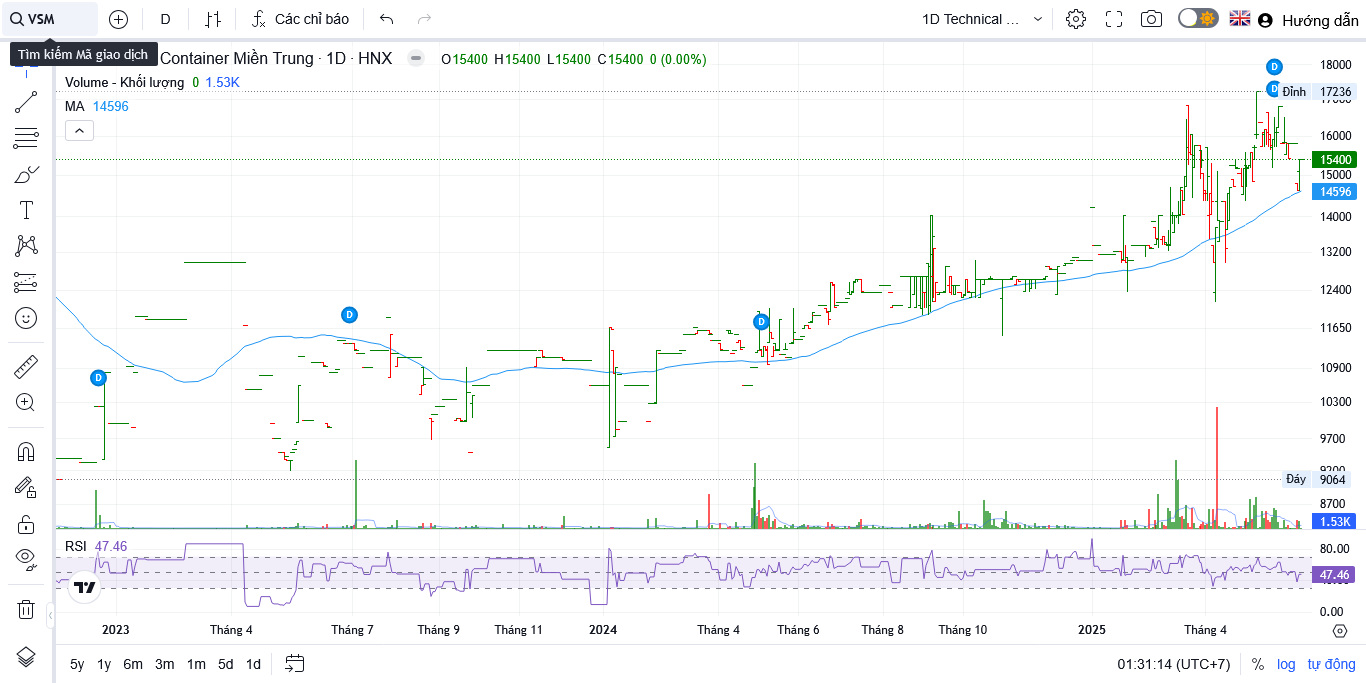 VSM
D
Các chỉ báo
1D Technical ...
Hướng dẫn
Tìm kiếm Mã giao dịch
Container Miền Trung · 1D · HNX
O15400 H15400 L15400 C15400 0 (0.00%)
Volume - Khối lượng 0 1.53K
MA 14596
18000
D
D
Đỉnh 17236
17000
16000
15400
15000
14596
14000
13200
12400
D
D
11650
D
10900
10300
9700
9200
Đáy 9064
8700
1.53K
RSI 47.46
80.00
47.46
0.00
2023 Tháng 4 Tháng 7 Tháng 9 Tháng 11 2024 Tháng 4 Tháng 6 Tháng 8 Tháng 10 2025 Tháng 4
5y 1y 6m 3m 1m 5d 1d
01:31:14 (UTC+7) % log tự động